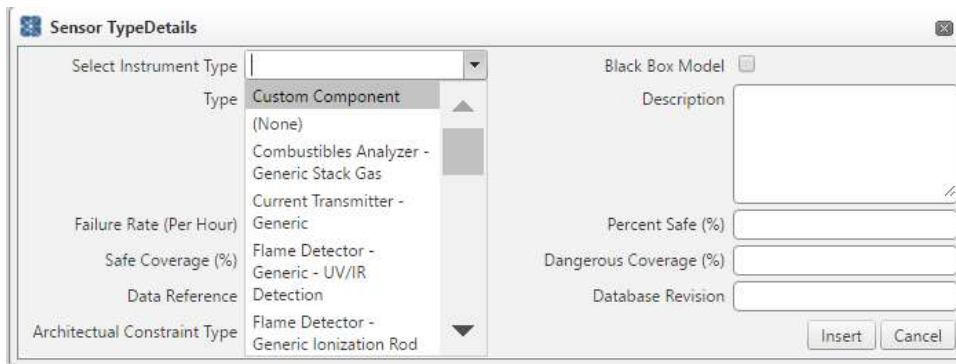 Sensor TypeDetails
Select Instrument Type
Black Box Model
Type
Custom Component
(None)
Combustibles Analyzer -
Generic Stack Gas
Current Transmitter -
Generic
Flame Detector -
Generic - UV/IR
Detection
Flame Detector -
Generic Ionization Rod
Description
Failure Rate (Per Hour)
Percent Safe (%)
Safe Coverage (%)
Dangerous Coverage (%)
Data Reference
Database Revision
Architectual Constraint Type
Insert
Cancel